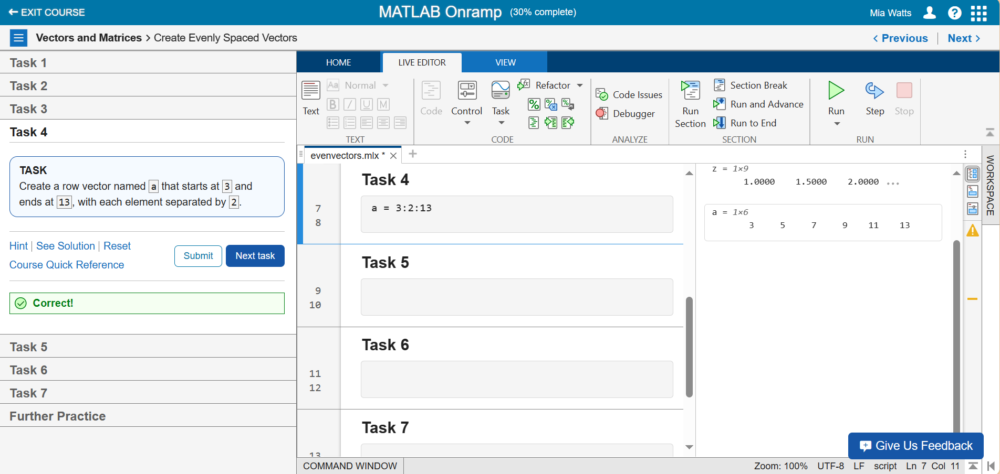 EXIT COURSE
MATLAB Onramp (30% complete)
Mia Watts
Vectors and Matrices > Create Evenly Spaced Vectors
< Previous | Next >
Task 1
Task 2
Task 3
Task 4
TASK
Create a row vector named a that starts at 3 and
ends at 13, with each element separated by 2.
Hint | See Solution | Reset
Course Quick Reference
Submit
Next task
Correct!
Task 5
Task 6
Task 7
Further Practice
HOME
LIVE EDITOR
VIEW
Text
Aa Normal
B I U M
TEXT
Code
Control
Task
Refactor
CODE
Code Issues
Debugger
ANALYZE
Run
Section
Section Break
Run and Advance
Run to End
SECTION
Run
Step
Stop
RUN
evenvectors.mlx *
Task 4
7 a = 3:2:13
8
Task 5
9
10
Task 6
11
12
Task 7
13
z = 1×9
1.0000 1.5000 2.0000 ...
a = 1×6
3 5 7 9 11 13
WORKSPACE
Give Us Feedback
COMMAND WINDOW
Zoom: 100% UTF-8 LF script Ln 7 Col 11